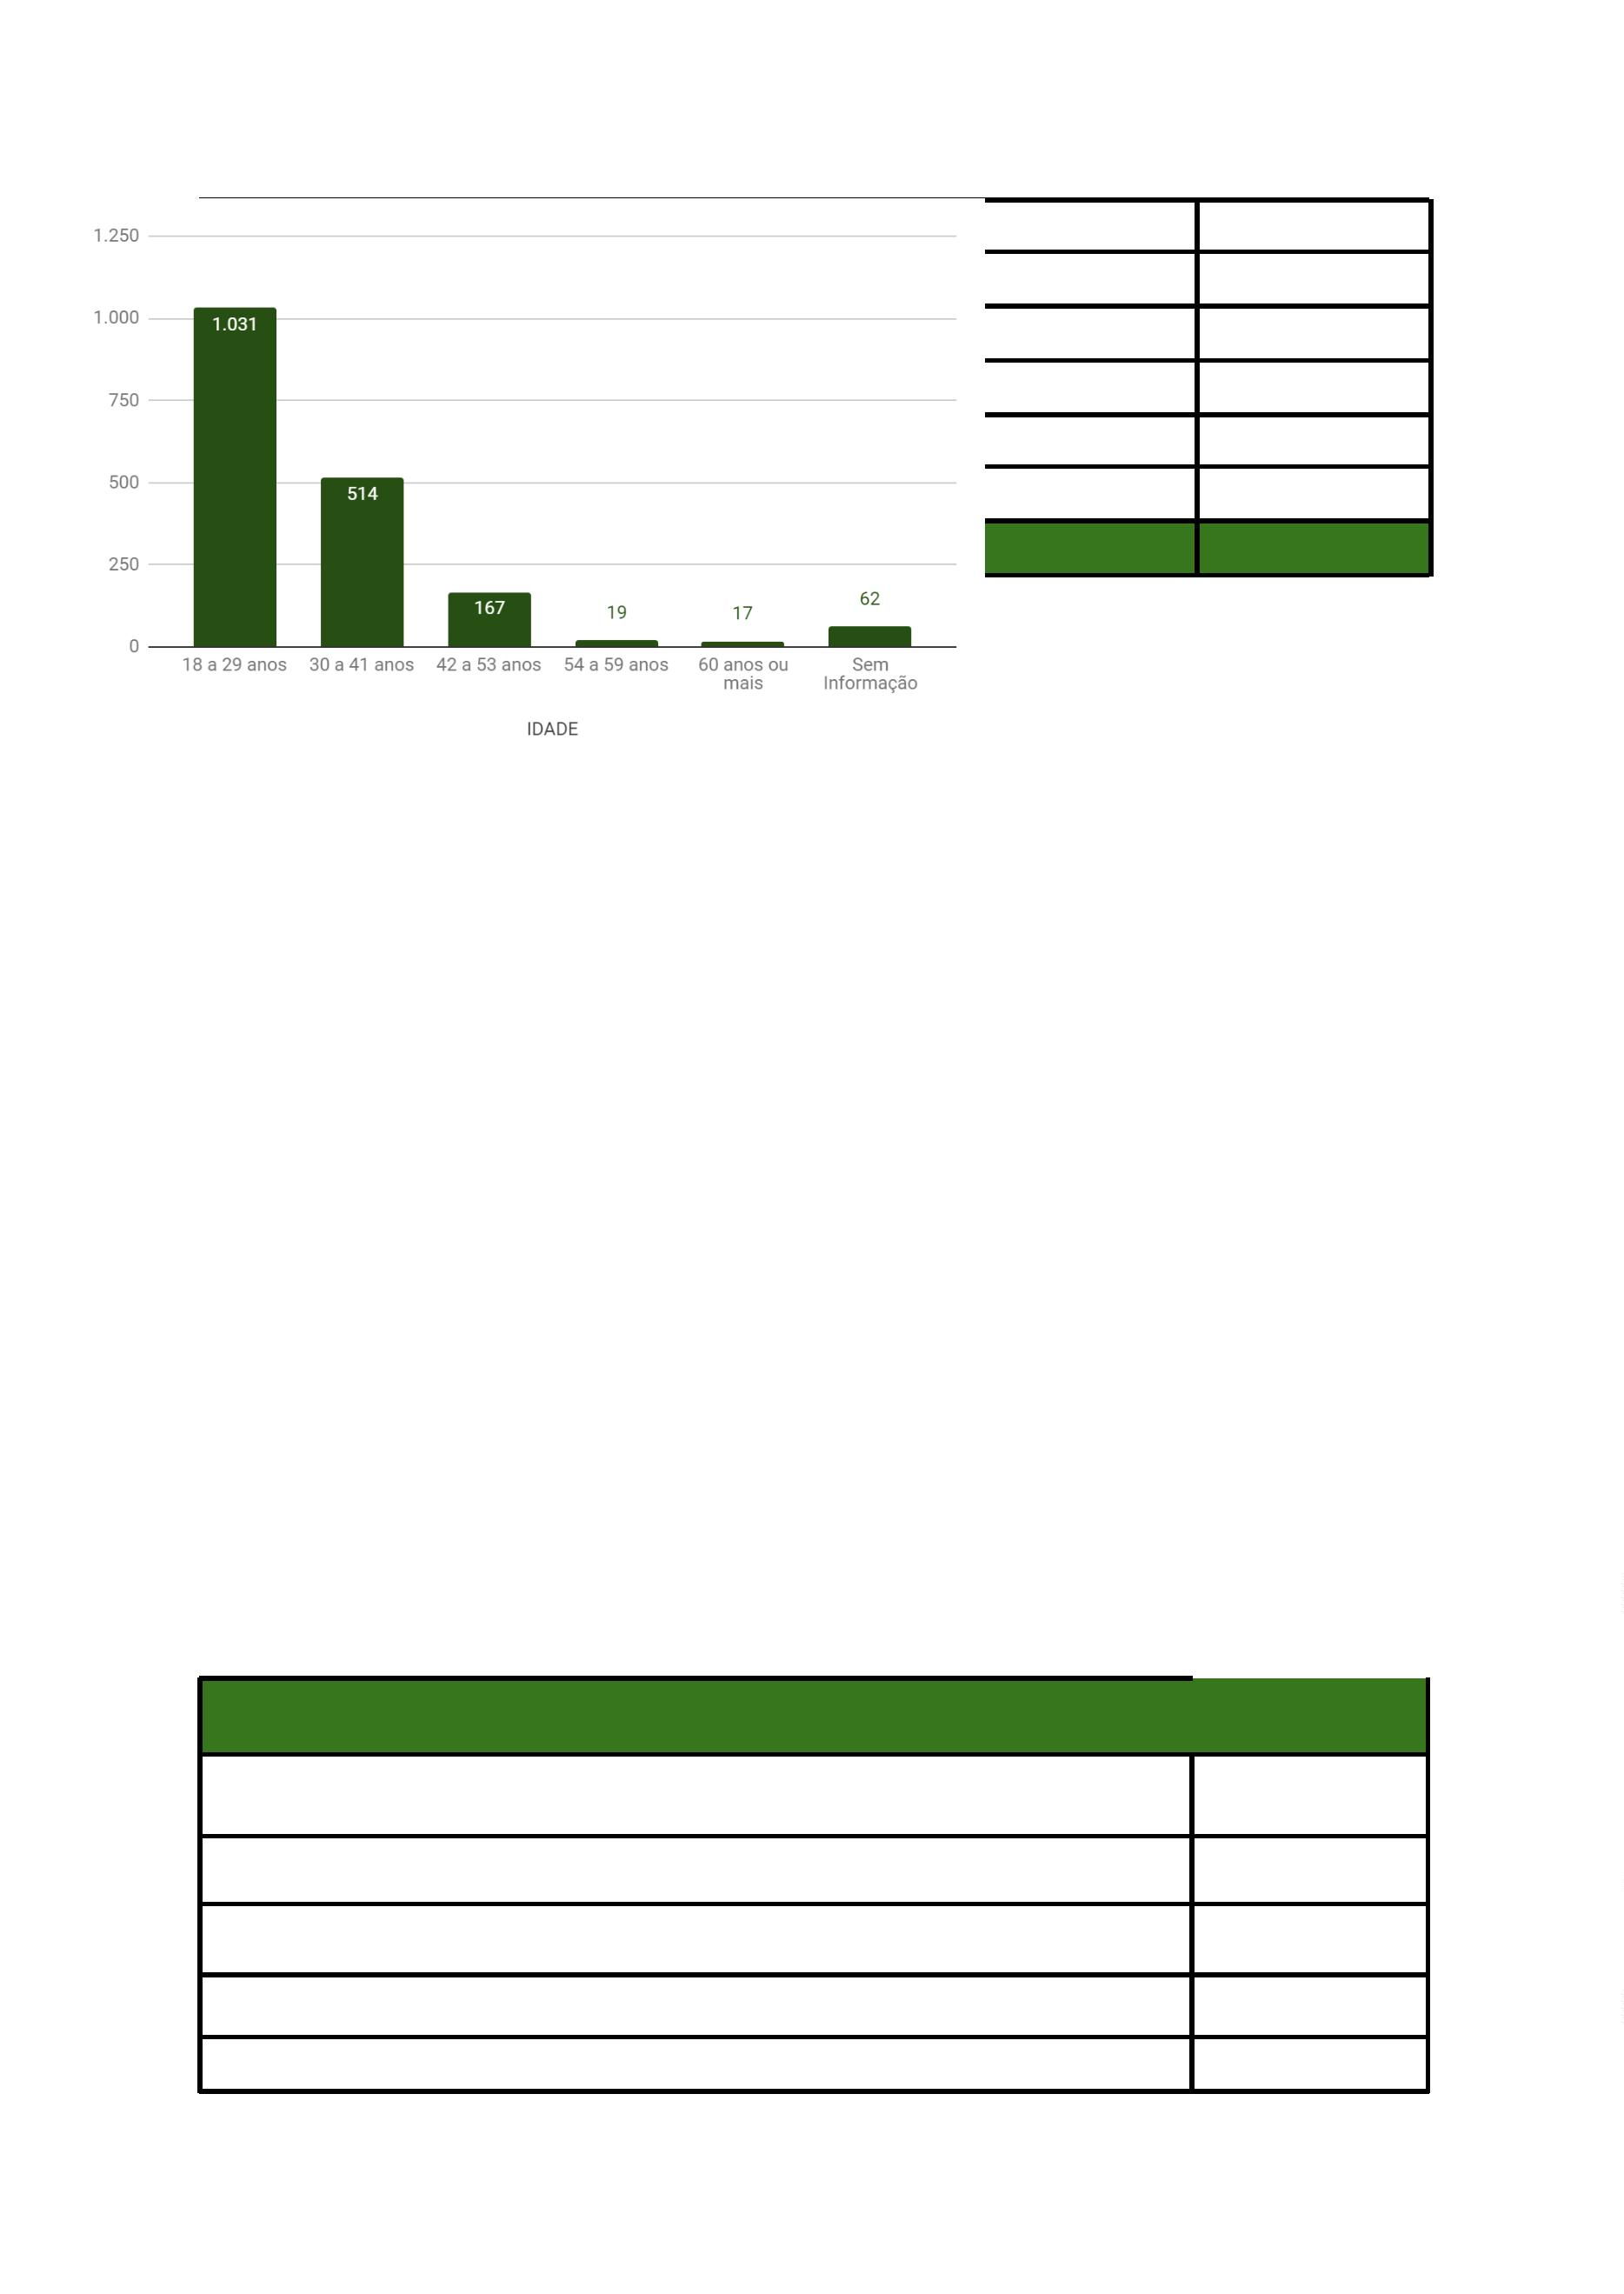 1.250
1.000
750
500
250
0
1.031
514
167
19
17
62
18 a 29 anos
30 a 41 anos
42 a 53 anos
54 a 59 anos
60 anos ou
mais
Sem
Informação
IDADE